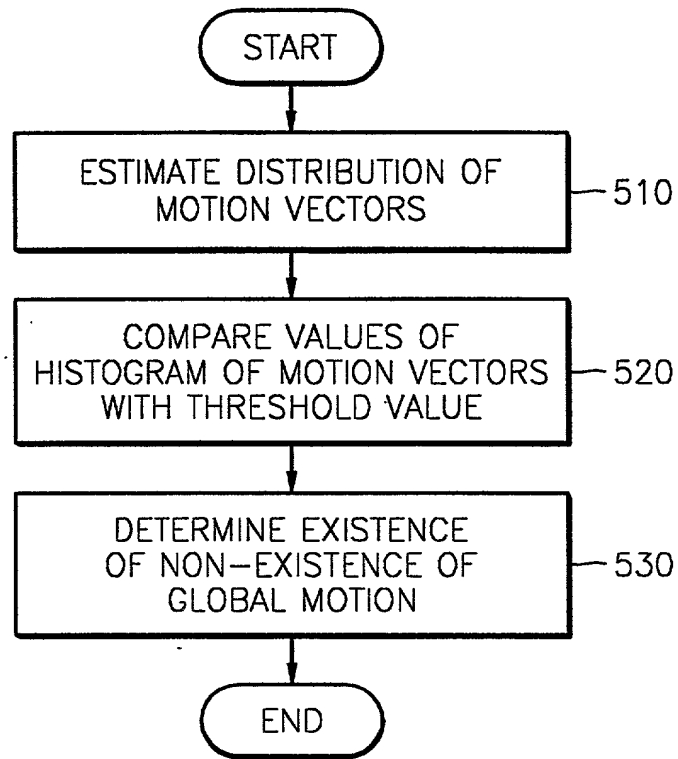 START
ESTIMATE DISTRIBUTION OF
MOTION VECTORS
510
COMPARE VALUES OF
HISTOGRAM OF MOTION VECTORS
WITH THRESHOLD VALUE
520
DETERMINE EXISTENCE
OF NON-EXISTENCE OF
GLOBAL MOTION
530
END